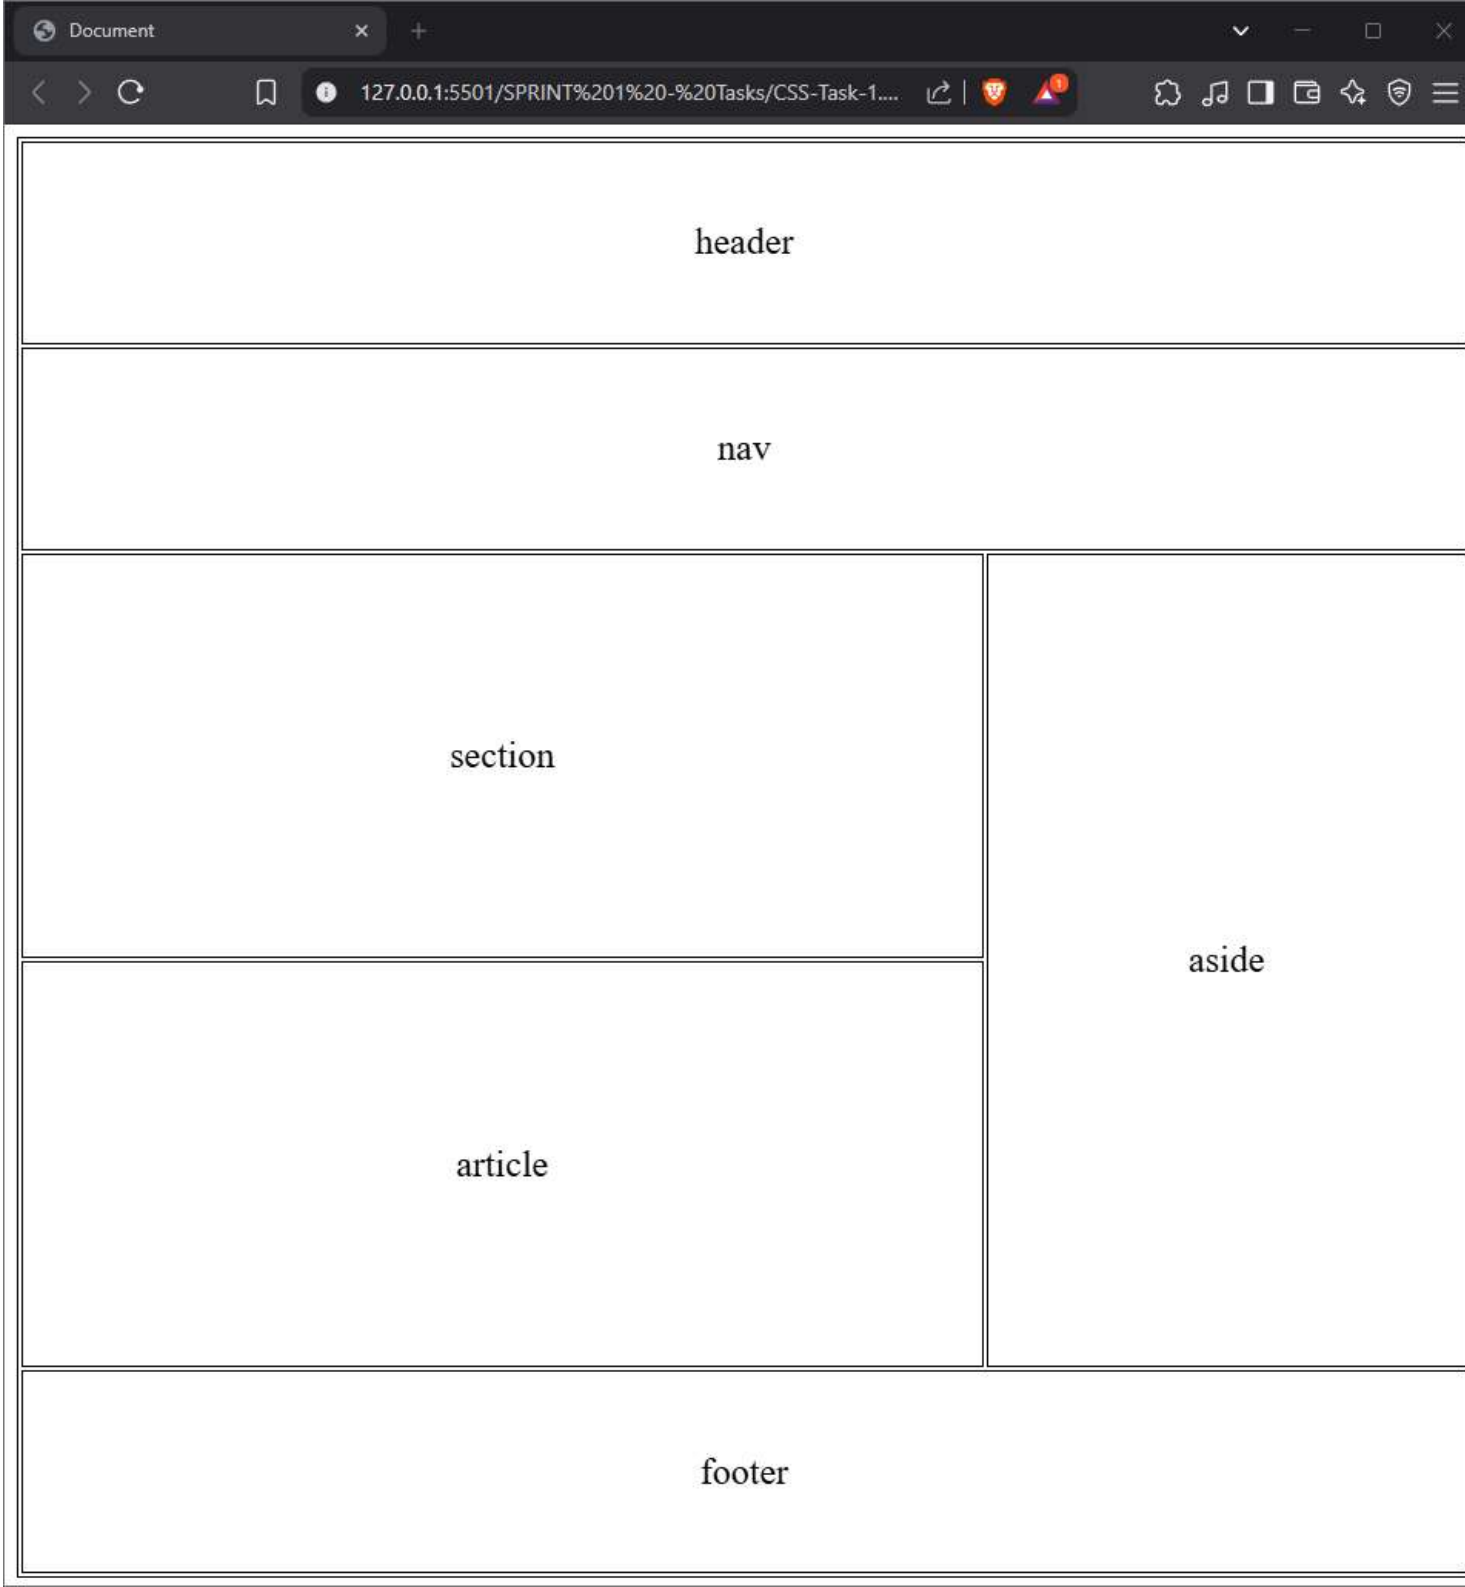 Document
127.0.0.1:5501/SPRINT%201%20-%20Tasks/CSS-Task-1....
1
header
nav
section
aside
article
footer